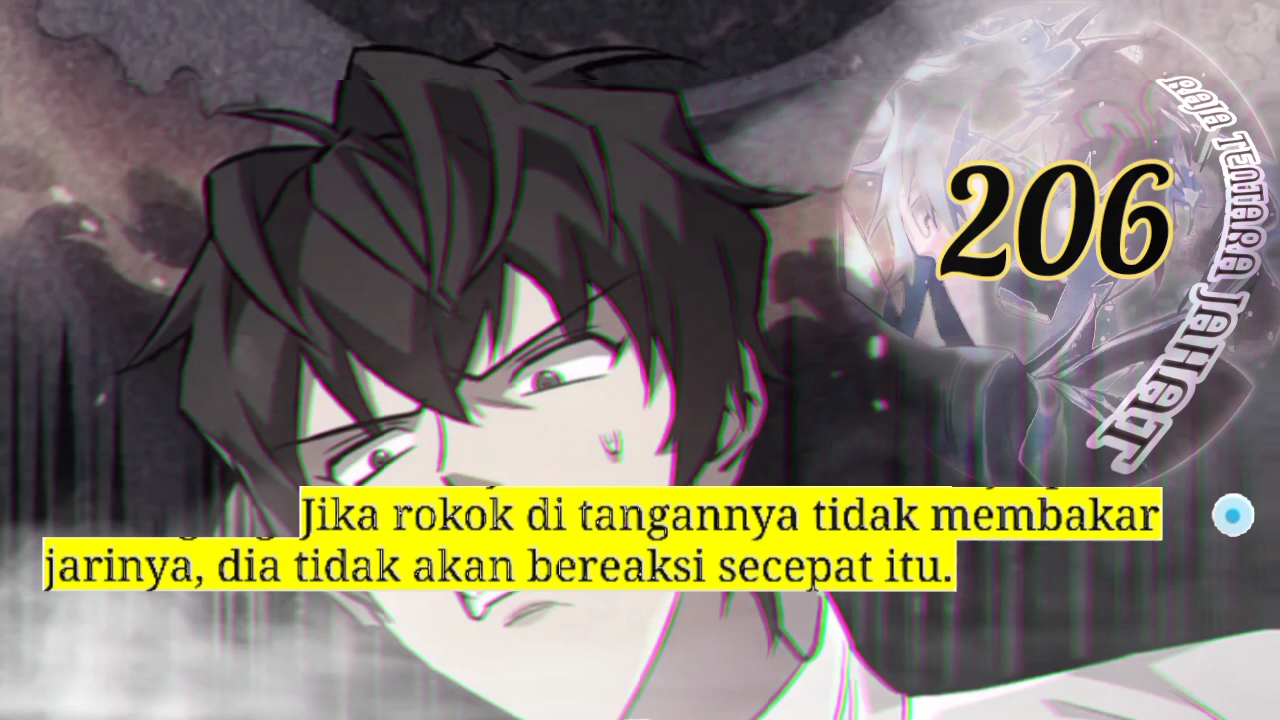 RAJA TENTARA JAHAT
206
Jika rokok di tangannya tidak membakar
jarinya, dia tidak akan bereaksi secepat itu.